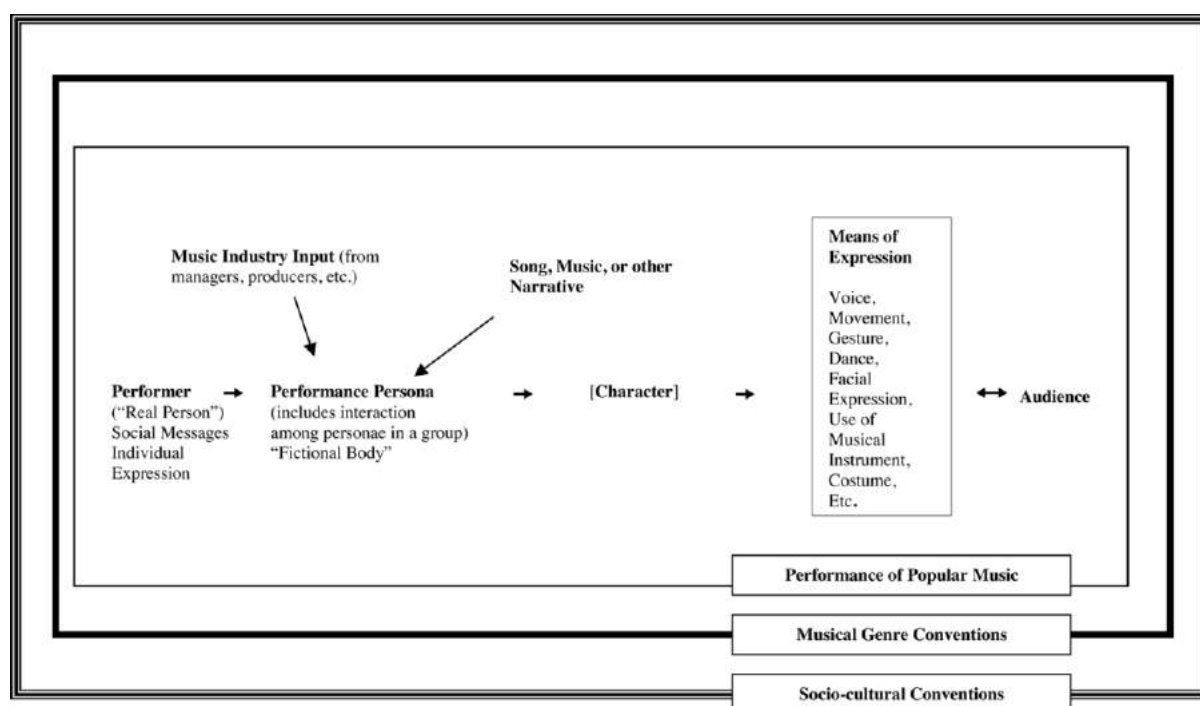 Music Industry Input (from
managers, producers, etc.)
Song, Music, or other
Narrative
Performer
("Real Person")
Social Messages
Individual
Expression
Performance Persona
(includes interaction
among personae in a group)
"Fictional Body"
[Character]
Means of
Expression
Voice,
Movement,
Gesture,
Dance,
Facial
Expression,
Use of
Musical
Instrument,
Costume,
Etc.
Audience
Performance of Popular Music
Musical Genre Conventions
Socio-cultural Conventions